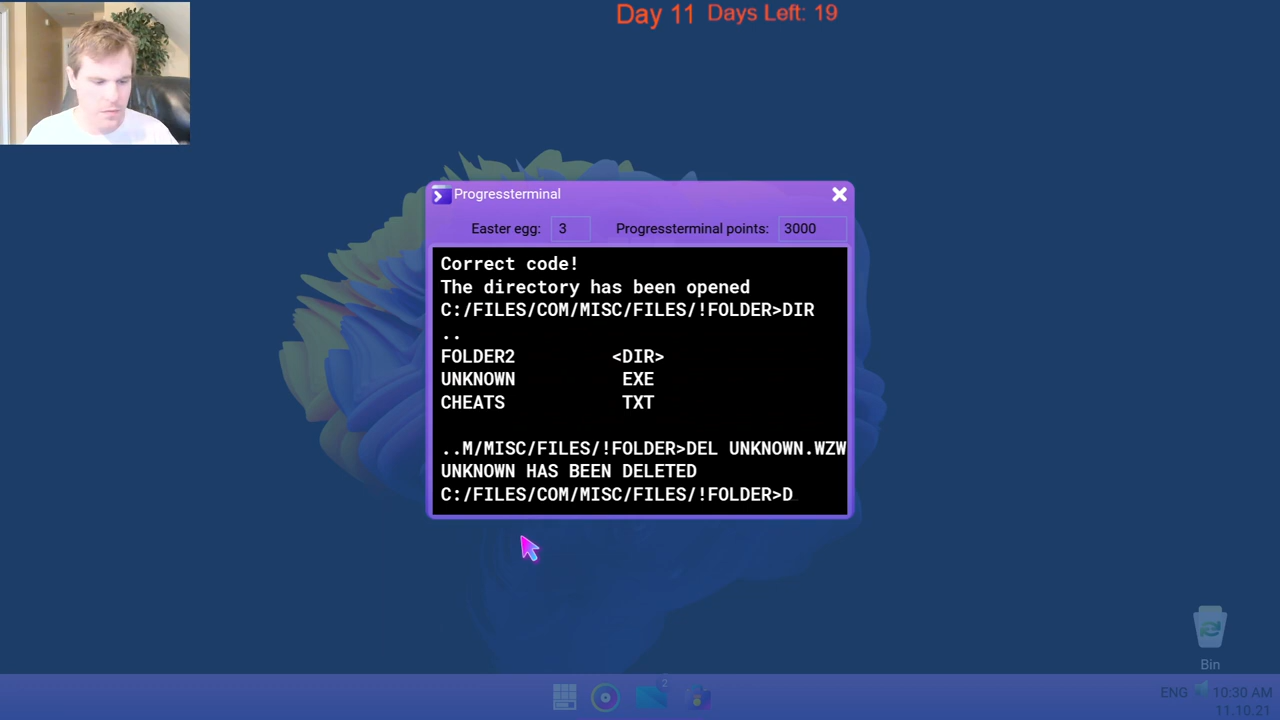 Day 11 Days Left: 19
Progressterminal
Easter egg: 3 Progressterminal points: 3000
Correct code!
The directory has been opened
C:/FILES/COM/MISC/FILES/!FOLDER>DIR
..
FOLDER2 <DIR>
UNKNOWN EXE
CHEATS TXT
..M/MISC/FILES/!FOLDER>DEL UNKNOWN.WZW
UNKNOWN HAS BEEN DELETED
C:/FILES/COM/MISC/FILES/!FOLDER>D
Bin
2
ENG 10:30 AM
11.10.21